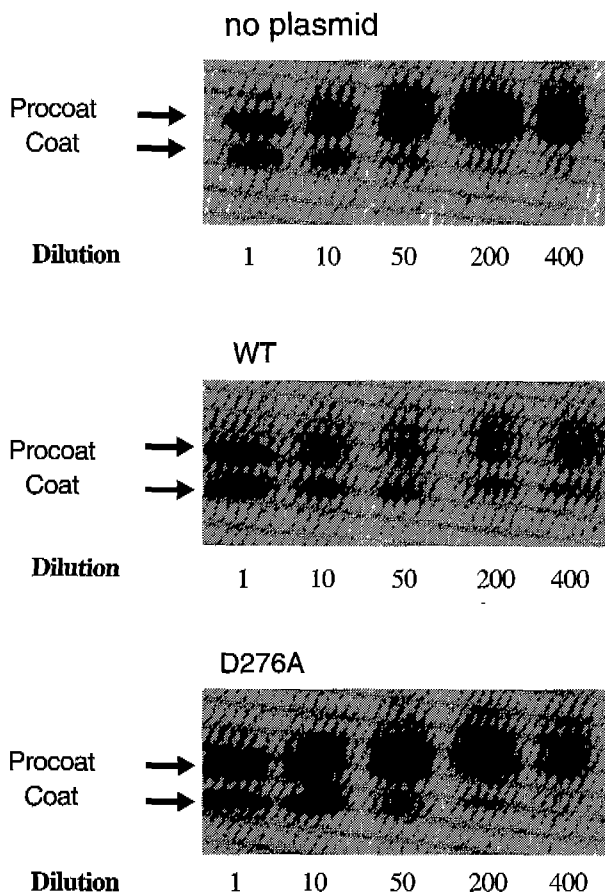 no plasmid
Procoat
Coat
Dilution 1 10 50 200 400
WT
Procoat
Coat
Dilution 1 10 50 200 400
D276A
Procoat
Coat
Dilution 1 10 50 200 400